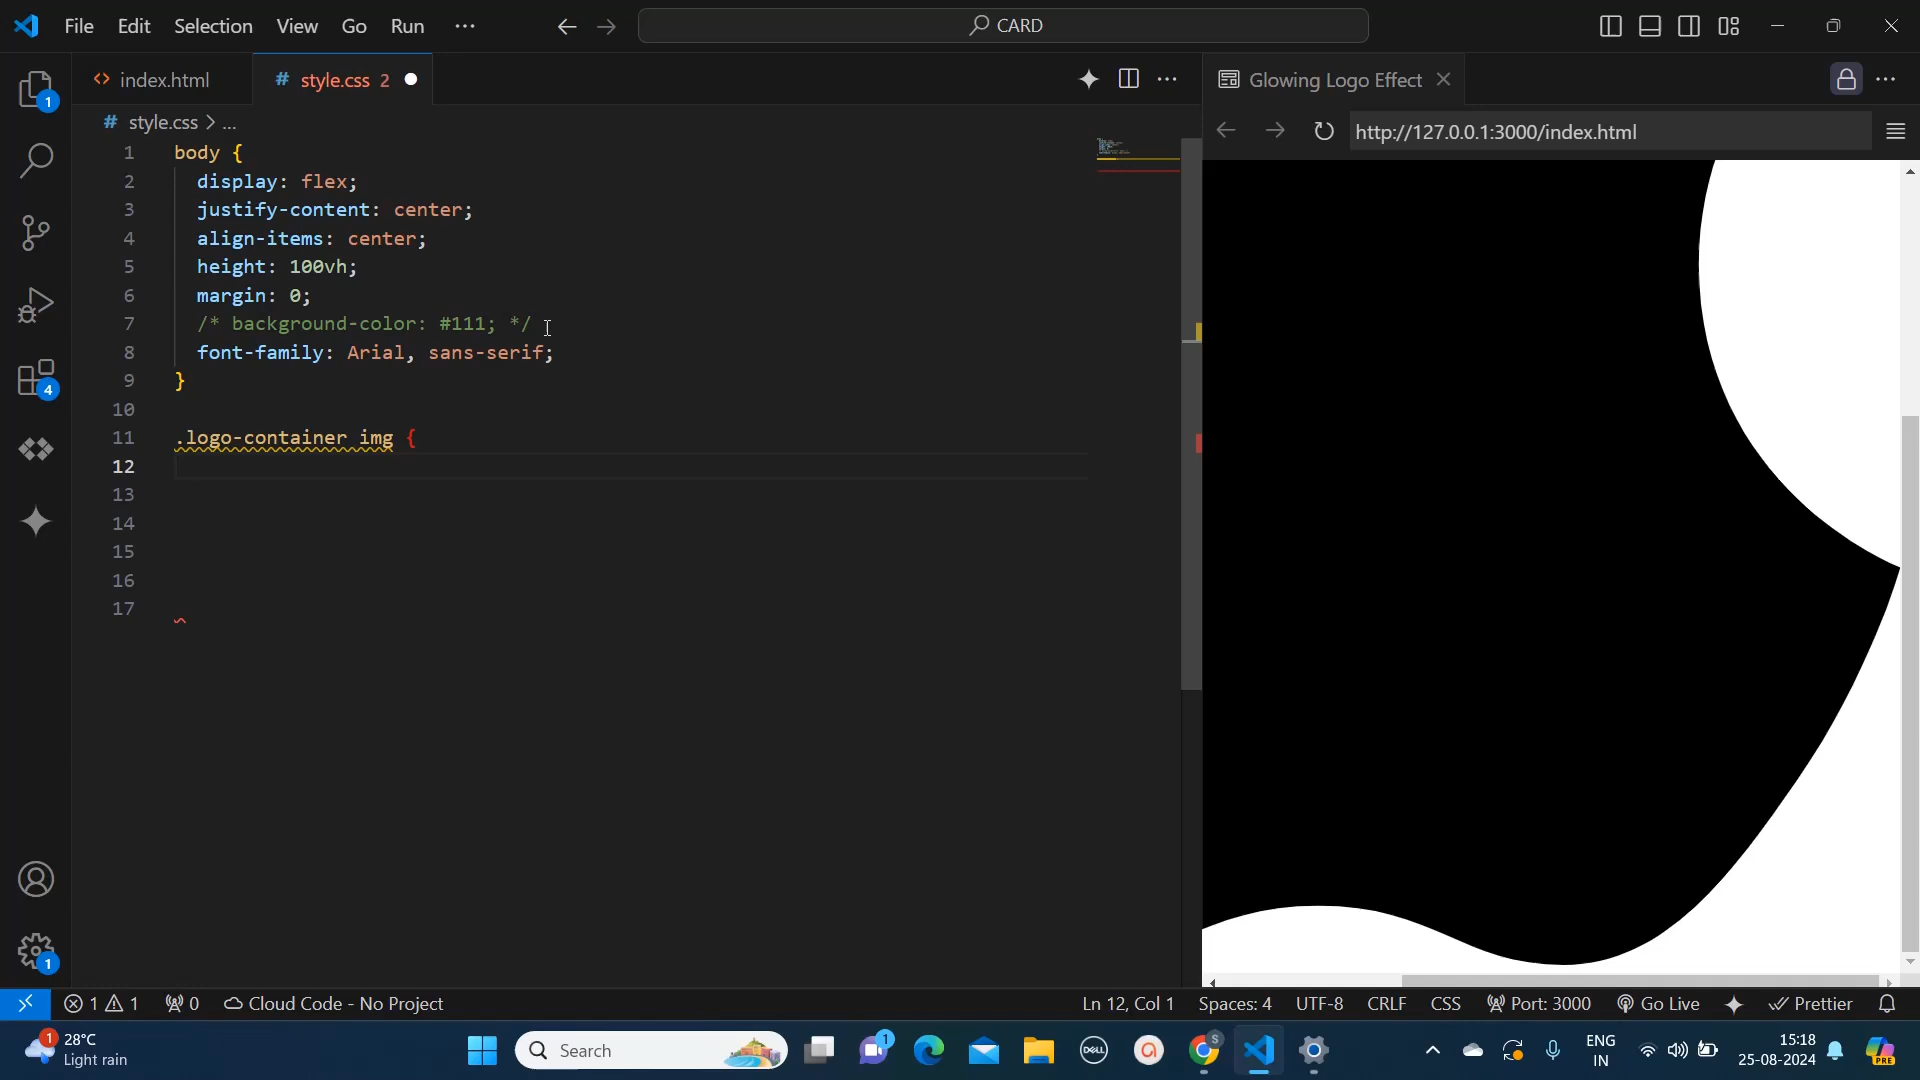 File Edit Selection View Go Run ··· CARD
index.html
# style.css 2
Glowing Logo Effect
# style.css > ...
http://127.0.0.1:3000/index.html
1 body {
2 display: flex;
3 justify-content: center;
4 align-items: center;
5 height: 100vh;
6 margin: 0;
7 /* background-color: #111; */
8 font-family: Arial, sans-serif;
9 }
10
11 .logo-container img {
12
13
14
15
16
17
1
4
1
1 1 0 Cloud Code - No Project Ln 12, Col 1 Spaces: 4 UTF-8 CRLF CSS Port: 3000 Go Live Prettier
1 28°C
Light rain
Search
1
DELL
a
S
ENG
IN
15:18
25-08-2024
PRE